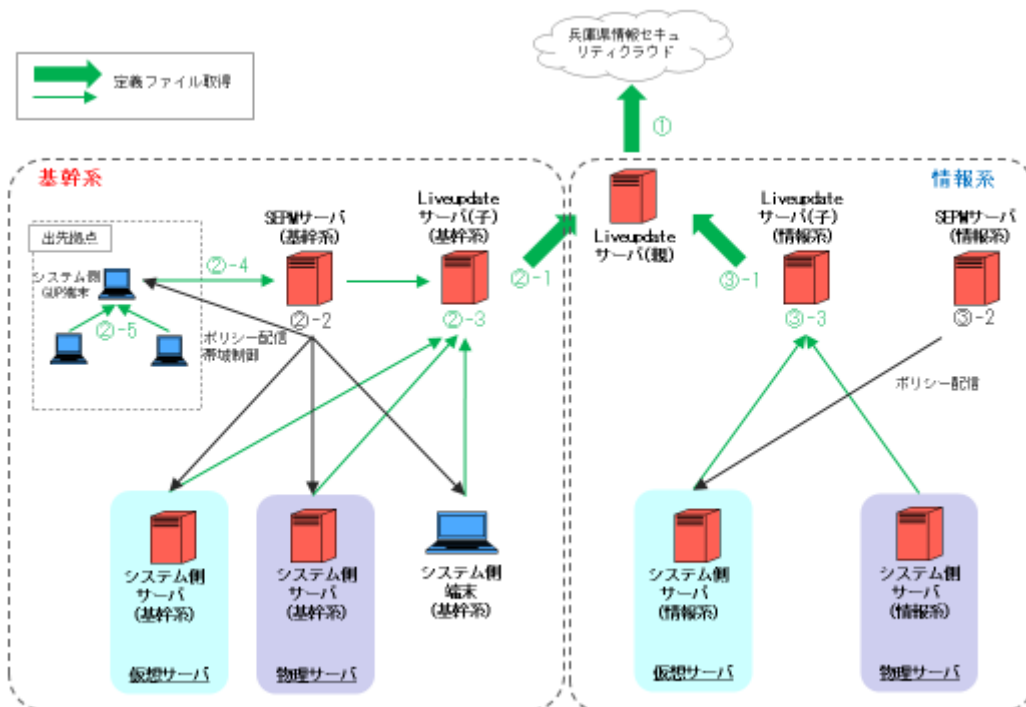 兵庫県情報セキュ
リティクラウド
定義ファイル取得
①
基幹系
情報系
SEPMサーバ
(基幹系)
Liveupdate
サーバ(子)
(基幹系)
Liveupdate
サーバ(親)
Liveupdate
サーバ(子)
(情報系)
SEPMサーバ
(情報系)
出先拠点
システム側
GUP端末
②-4
②-1
③-1
②-2
②-3
③-3
③-2
②-5
ポリシー配信
帯域制御
ポリシー配信
システム側
サーバ
(基幹系)
仮想サーバ
システム側
サーバ
(基幹系)
物理サーバ
システム側
端末
(基幹系)
システム側
サーバ
(情報系)
仮想サーバ
システム側
サーバ
(情報系)
物理サーバ